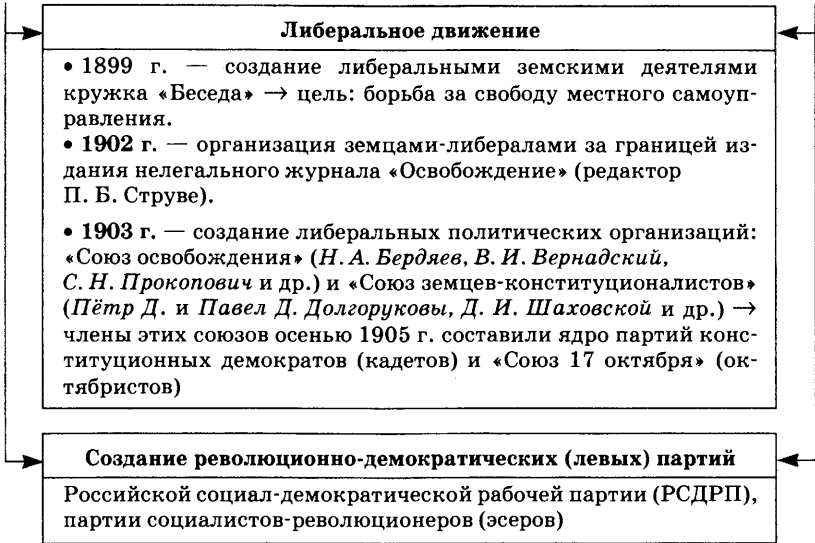 Либеральное движение
• 1899 г. — создание либеральными земскими деятелями
кружка «Беседа» → цель: борьба за свободу местного самоуп-
равления.
• 1902 г. — организация земцами-либералами за границей из-
дания нелегального журнала «Освобождение» (редактор
П. Б. Струве).
• 1903 г. — создание либеральных политических организаций:
«Союз освобождения» (Н. А. Бердяев, В. И. Вернадский,
С. Н. Прокопович и др.) и «Союз земцев-конституционалистов»
(Пётр Д. и Павел Д. Долгоруковы, Д. И. Шаховской и др.) →
члены этих союзов осенью 1905 г. составили ядро партий конс-
титуционных демократов (кадетов) и «Союз 17 октября» (ок-
тябристов)
Создание революционно-демократических (левых) партий
Российской социал-демократической рабочей партии (РСДРП),
партии социалистов-революционеров (эсеров)